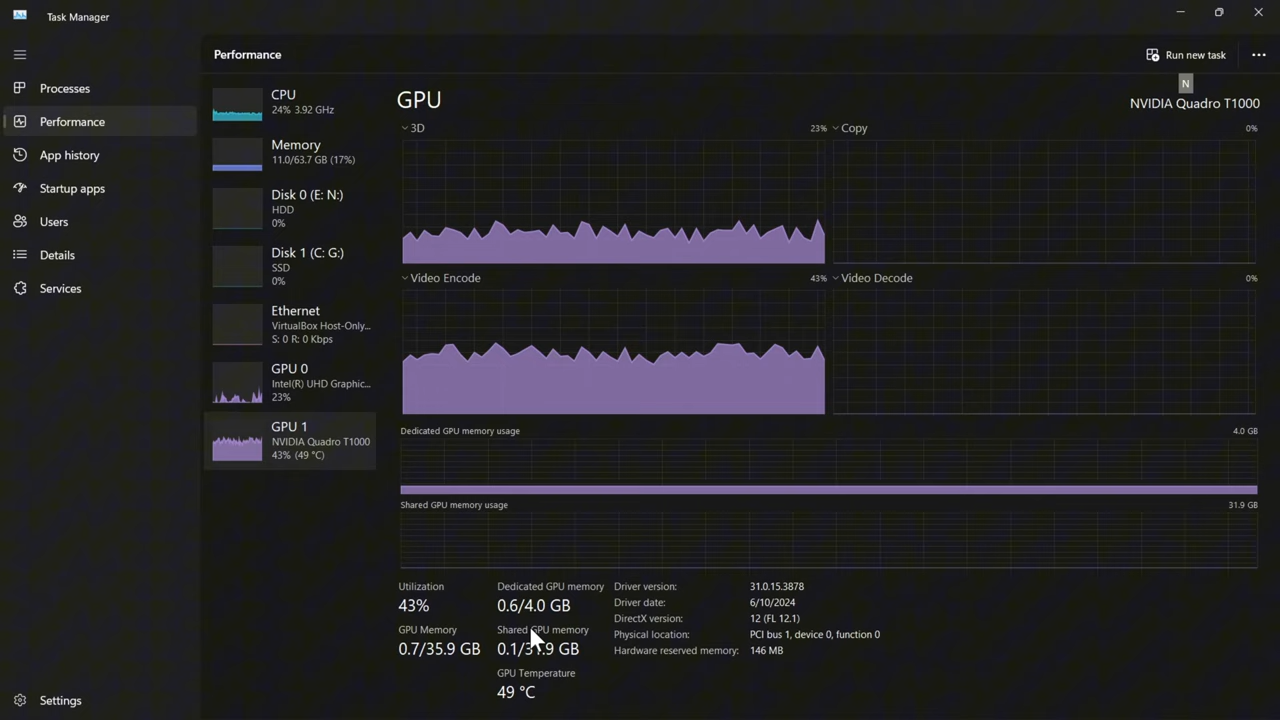 Task Manager
Performance
Run new task
Processes
Performance
App history
Startup apps
Users
Details
Services
Settings
CPU
24% 3.92 GHz
Memory
11.0/63.7 GB (17%)
Disk 0 (E: N:)
HDD
0%
Disk 1 (C: G:)
SSD
0%
Ethernet
VirtualBox Host-Only...
S: 0 R: 0 Kbps
GPU 0
Intel(R) UHD Graphic...
23%
GPU 1
NVIDIA Quadro T1000
43% (49 °C)
GPU
N
NVIDIA Quadro T1000
3D 23%
Copy 0%
Video Encode 43%
Video Decode 0%
Dedicated GPU memory usage 4.0 GB
Shared GPU memory usage 31.9 GB
Utilization
43%
Dedicated GPU memory
0.6/4.0 GB
GPU Memory
0.7/35.9 GB
Shared GPU memory
0.1/31.9 GB
GPU Temperature
49 °C
Driver version: 31.0.15.3878
Driver date: 6/10/2024
DirectX version: 12 (FL 12.1)
Physical location: PCI bus 1, device 0, function 0
Hardware reserved memory: 146 MB